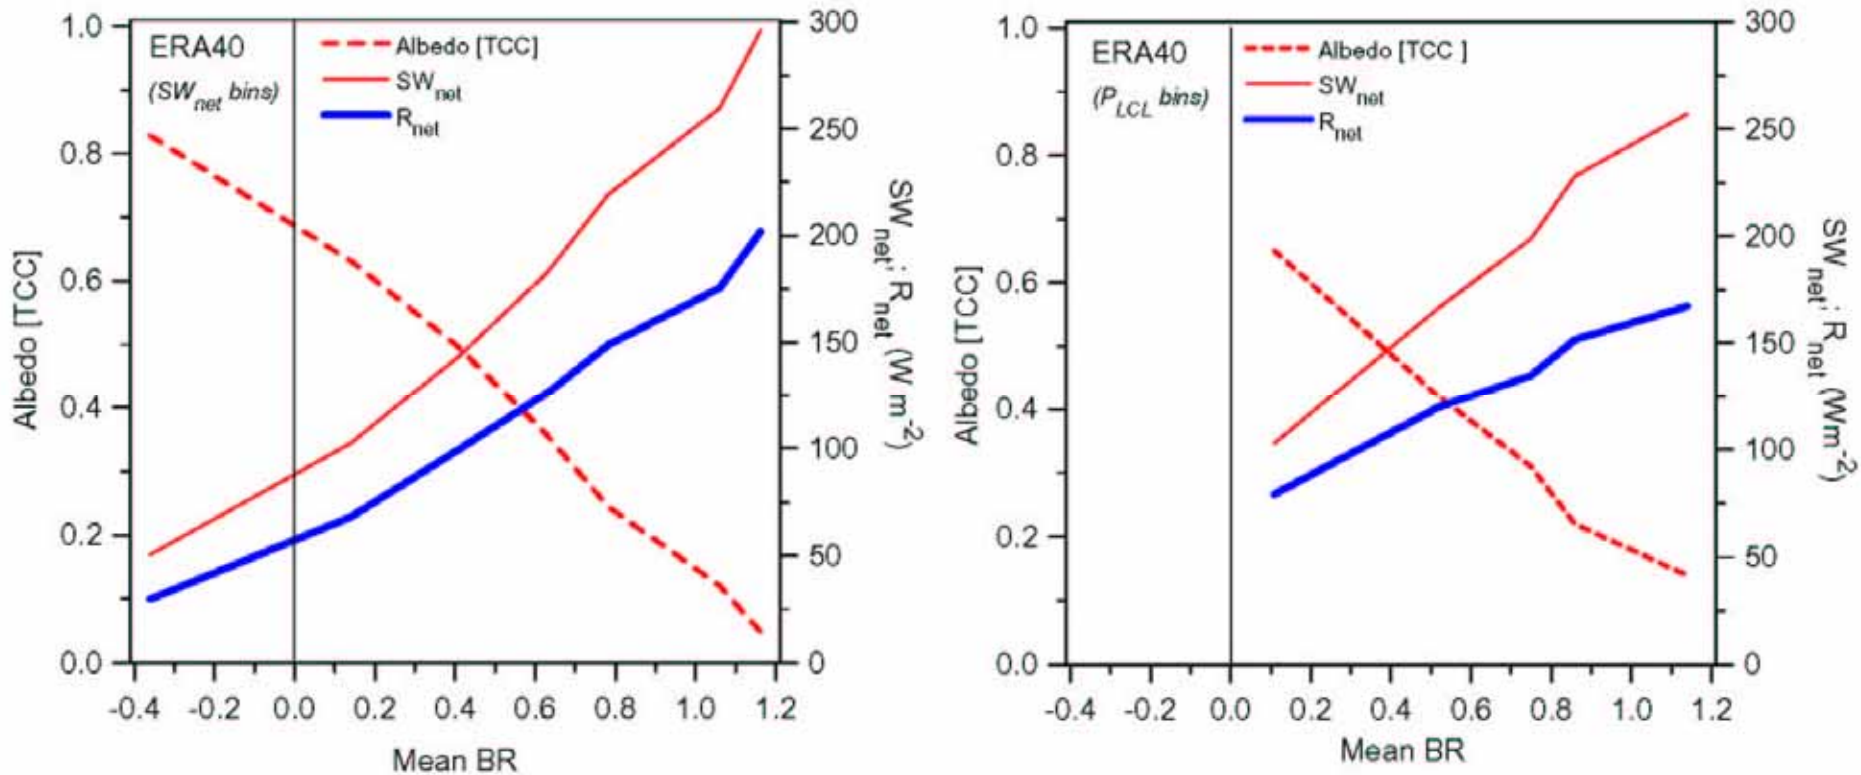 ERA40
(SWnet bins)
Albedo [TCC]
SWnet
Rnet
1.0
0.8
0.6
0.4
0.2
0.0
Albedo [TCC]
300
250
200
150
100
50
0
SWnet; Rnet (W m-2)
-0.4 -0.2 0.0 0.2 0.4 0.6 0.8 1.0 1.2
Mean BR
ERA40
(PLCL bins)
Albedo [TCC ]
SWnet
Rnet
1.0
0.8
0.6
0.4
0.2
0.0
Albedo [TCC]
300
250
200
150
100
50
0
SWnet; Rnet (Wm-2)
-0.4 -0.2 0.0 0.2 0.4 0.6 0.8 1.0 1.2
Mean BR